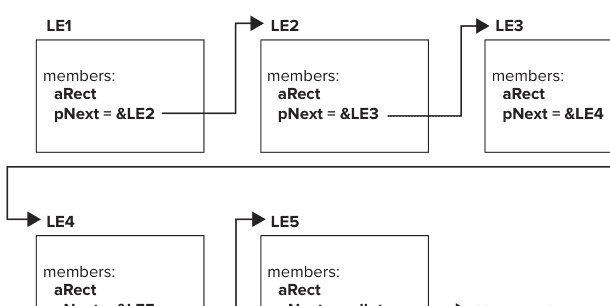 LE1
LE2
LE3
members:
aRect
pNext = &LE2
members:
aRect
pNext = &LE3
members:
aRect
pNext = &LE4
LE4
LE5
members:
aRect
members:
aRect